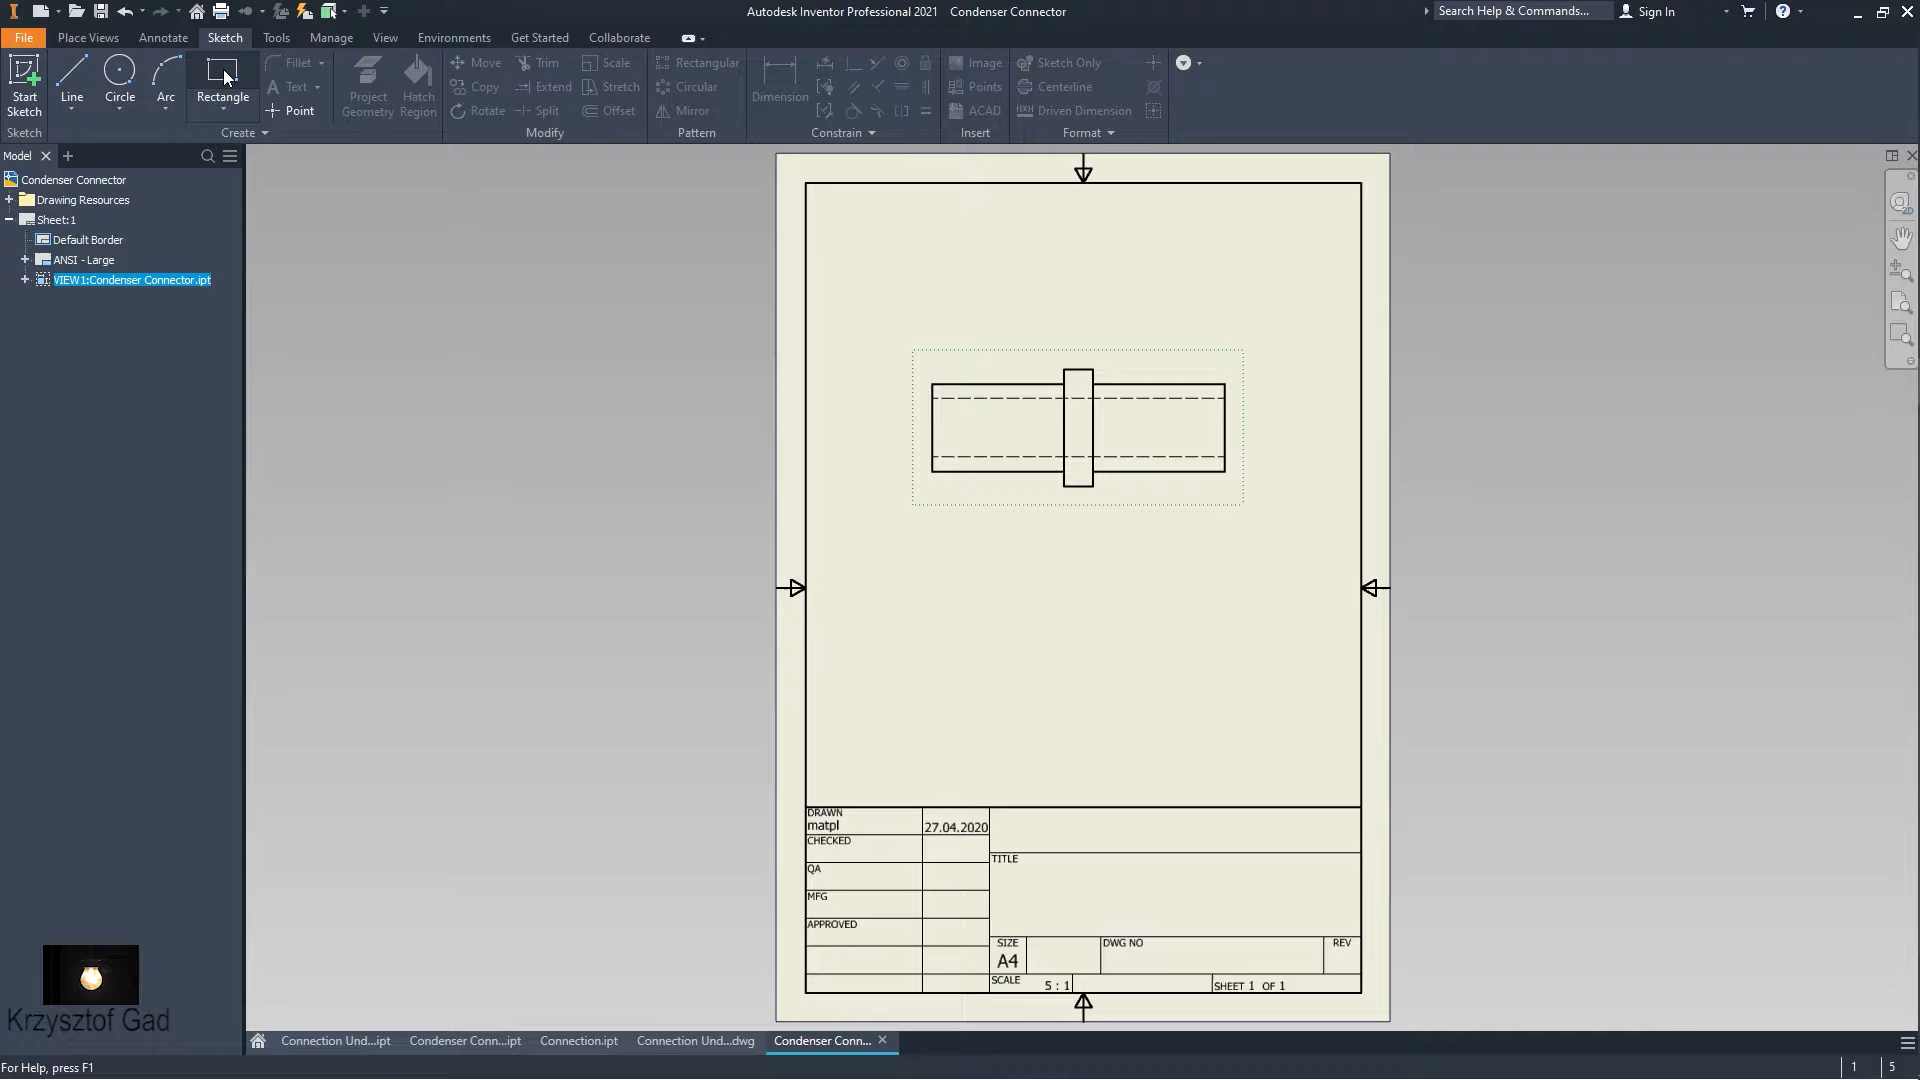 Autodesk Inventor Professional 2021 Condenser Connector
Search Help & Commands...
Sign In
File
Place Views
Annotate
Sketch
Tools
Manage
View
Environments
Get Started
Collaborate
Start
Sketch
Line
Circle
Arc
Rectangle
Fillet
Text
Point
Project
Geometry
Hatch
Region
Move
Copy
Rotate
Trim
Extend
Split
Scale
Stretch
Offset
Rectangular
Circular
Mirror
Dimension
Image
Points
ACAD
Sketch Only
Centerline
Driven Dimension
Sketch
Create
Modify
Pattern
Constrain
Insert
Format
Model
Condenser Connector
Drawing Resources
Sheet:1
Default Border
ANSI - Large
VIEW1:Condenser Connector.ipt
DRAWN
matpl
27.04.2020
CHECKED
QA
MFG
APPROVED
TITLE
SIZE
A4
DWG NO
REV
SCALE
5 : 1
SHEET 1 OF 1
Krzysztof Gad
Connection Und...ipt
Condenser Conn...ipt
Connection.ipt
Connection Und...dwg
Condenser Conn...
For Help, press F1
1
5